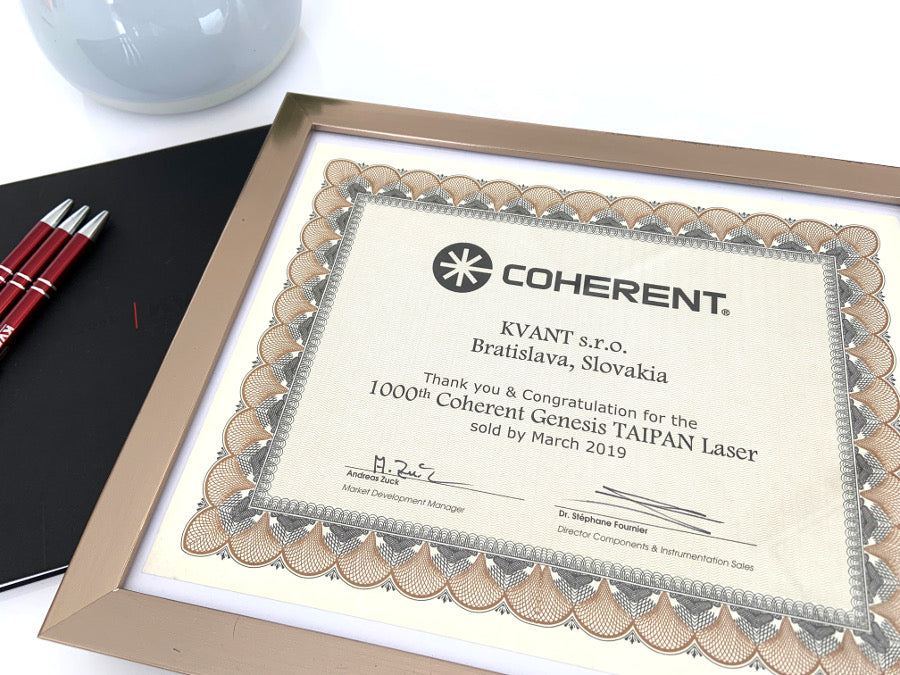 COHERENT®
KVANT s.r.o.
Bratislava, Slovakia
Thank you & Congratulation for the
1000th Coherent Genesis TAIPAN Laser
sold by March 2019
A. Zuck
Andreas Zuck
Market Development Manager
Dr. Stéphane Fournier
Director Components & Instrumentation Sales